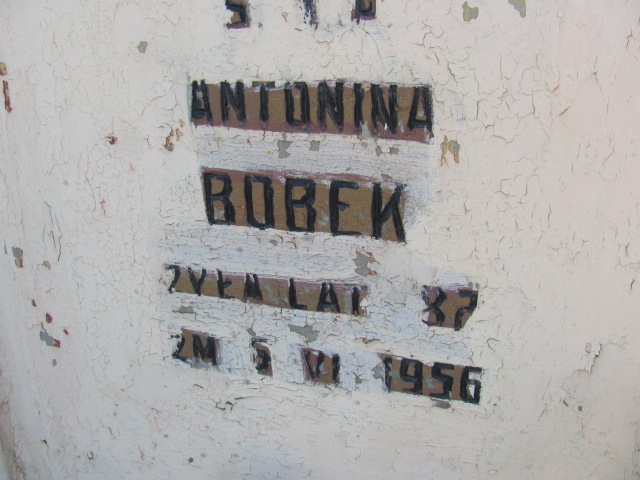 ANTONINA
BOBEK
ŻYŁA LAT 87
ZM 5 VI 1956